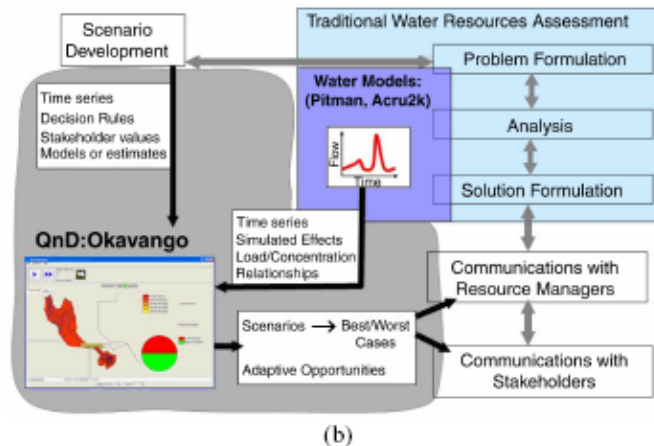 Scenario
Development
Traditional Water Resources Assessment
Problem Formulation
Water Models:
(Pitman, Acru2k)
Time series
Decision Rules
Stakeholder values
Models or estimates
Flow
Time
Analysis
Solution Formulation
Time series
Simulated Effects
Load/Concentration
Relationships
QnD:Okavango
Communications with
Resource Managers
Scenarios → Best/Worst
Cases
Adaptive Opportunities
Communications with
Stakeholders
(b)